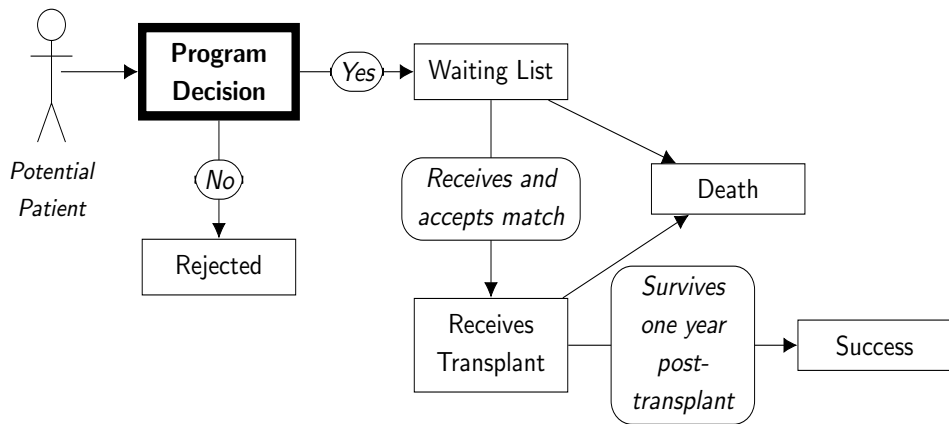 Program
Decision
Yes
Waiting List
Potential
Patient
No
Receives and
accepts match
Death
Rejected
Receives
Transplant
Survives
one year
post-
transplant
Success